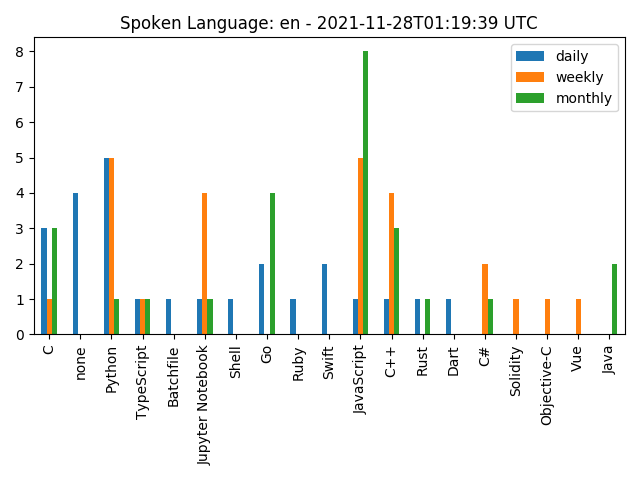 Spoken Language: en - 2021-11-28T01:19:39 UTC
daily
weekly
monthly
8
7
6
5
4
3
2
1
0
C
none
Python
TypeScript
Batchfile
Jupyter Notebook
Shell
Go
Ruby
Swift
JavaScript
C++
Rust
Dart
C#
Solidity
Objective-C
Vue
Java